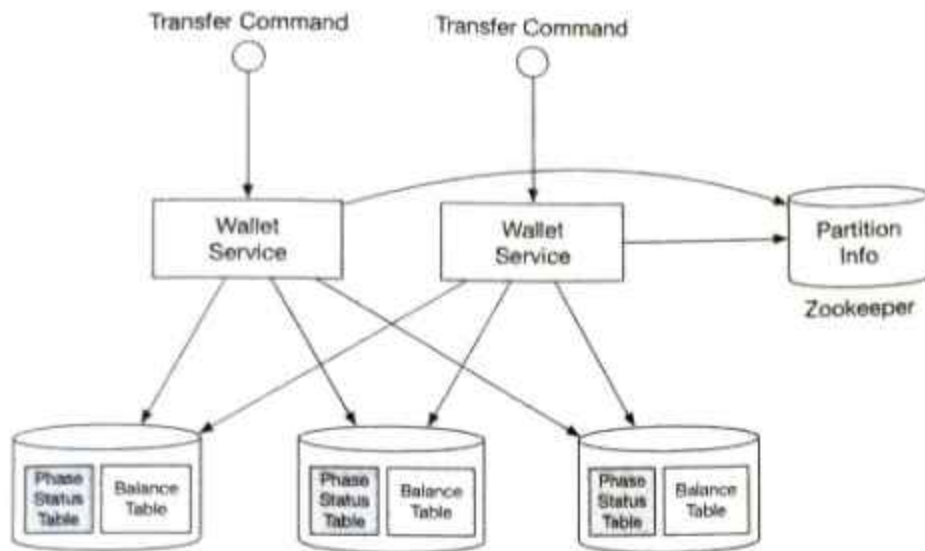 Transfer Command
Transfer Command
Wallet
Service
Wallet
Service
Partition
Info
Zookeeper
Phase
Status
Table
Balance
Table
Phase
Status
Table
Balance
Table
Phase
Status
Table
Balance
Table